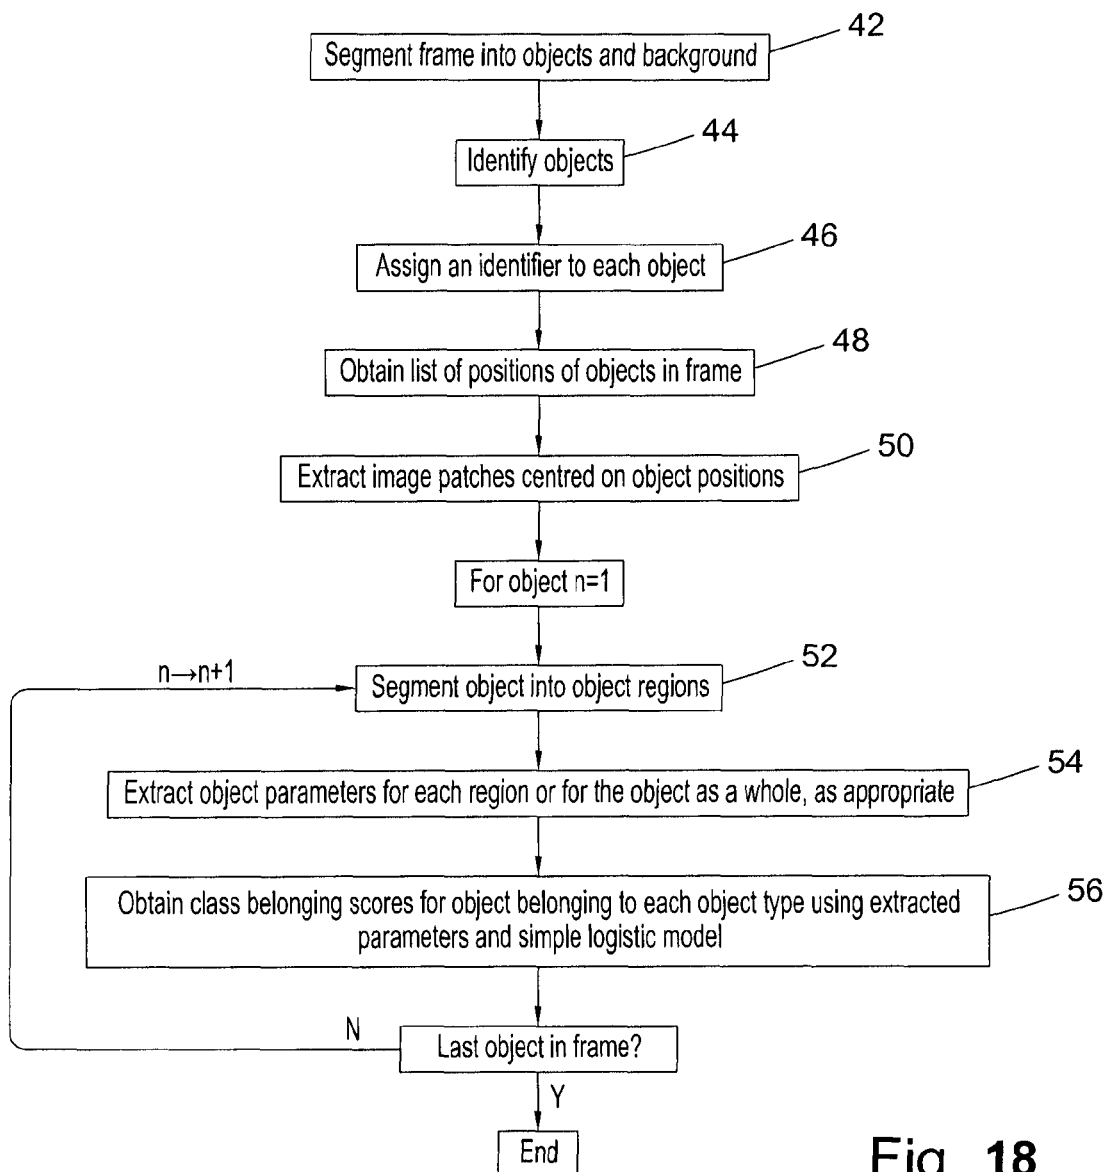 42
Segment frame into objects and background
44
Identify objects
46
Assign an identifier to each object
48
Obtain list of positions of objects in frame
50
Extract image patches centred on object positions
For object n=1
52
n→n+1
Segment object into object regions
54
Extract object parameters for each region or for the object as a whole, as appropriate
56
Obtain class belonging scores for object belonging to each object type using extracted
parameters and simple logistic model
N
Last object in frame?
Y
End
Fig. 18